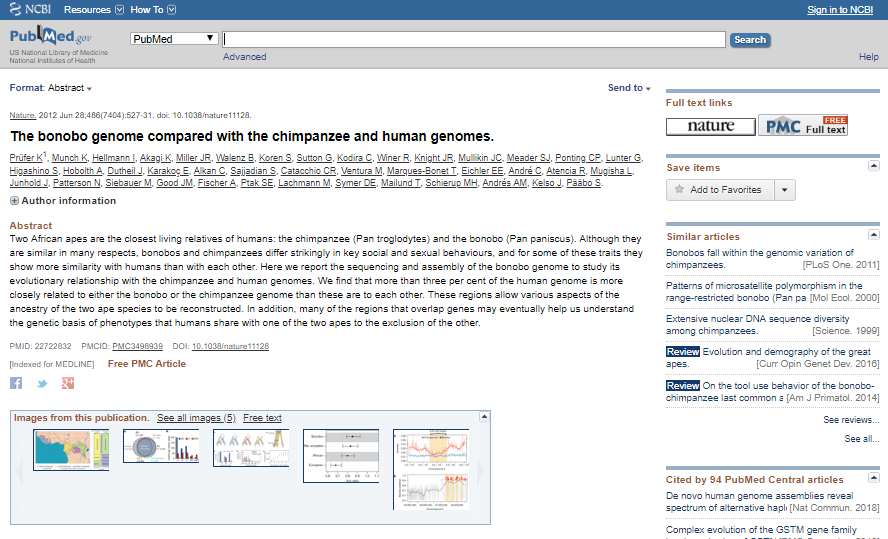 NCBI Resources How To Sign in to NCBI
PubMed.gov
US National Library of Medicine
National Institutes of Health
PubMed
Search
Advanced
Help
Format: Abstract
Send to
Nature. 2012 Jun 28;486(7404):527-31. doi: 10.1038/nature11128.
The bonobo genome compared with the chimpanzee and human genomes.
Prüfer K1, Munch K, Hellmann I, Akagi K, Miller JR, Walenz B, Koren S, Sutton G, Kodira C, Winer R, Knight JR, Mullikin JC, Meader SJ, Ponting CP, Lunter G,
Higashino S, Hobolth A, Dutheil J, Karakoç E, Alkan C, Sajjadian S, Catacchio CR, Ventura M, Marques-Bonet T, Eichler EE, André C, Atencia R, Mugisha L,
Junhold J, Patterson N, Siebauer M, Good JM, Fischer A, Ptak SE, Lachmann M, Symer DE, Mailund T, Schierup MH, Andrés AM, Kelso J, Pääbo S.
Author information
Abstract
Two African apes are the closest living relatives of humans: the chimpanzee (Pan troglodytes) and the bonobo (Pan paniscus). Although they
are similar in many respects, bonobos and chimpanzees differ strikingly in key social and sexual behaviours, and for some of these traits they
show more similarity with humans than with each other. Here we report the sequencing and assembly of the bonobo genome to study its
evolutionary relationship with the chimpanzee and human genomes. We find that more than three per cent of the human genome is more
closely related to either the bonobo or the chimpanzee genome than these are to each other. These regions allow various aspects of the
ancestry of the two ape species to be reconstructed. In addition, many of the regions that overlap genes may eventually help us understand
the genetic basis of phenotypes that humans share with one of the two apes to the exclusion of the other.
PMID: 22722832 PMCID: PMC3498939 DOI: 10.1038/nature11128
[Indexed for MEDLINE] Free PMC Article
Images from this publication. See all images (5) Free text
Full text links
nature
PMC FREE Full text
Save items
Add to Favorites
Similar articles
Bonobos fall within the genomic variation of
chimpanzees. [PLoS One. 2011]
Patterns of microsatellite polymorphism in the
range-restricted bonobo (Pan pa [Mol Ecol. 2000]
Extensive nuclear DNA sequence diversity
among chimpanzees. [Science. 1999]
Review Evolution and demography of the great
apes. [Curr Opin Genet Dev. 2016]
Review On the tool use behavior of the bonobo-
chimpanzee last common a [Am J Primatol. 2014]
See reviews...
See all...
Cited by 94 PubMed Central articles
De novo human genome assemblies reveal
spectrum of alternative hapl [Nat Commun. 2018]
Complex evolution of the GSTM gene family